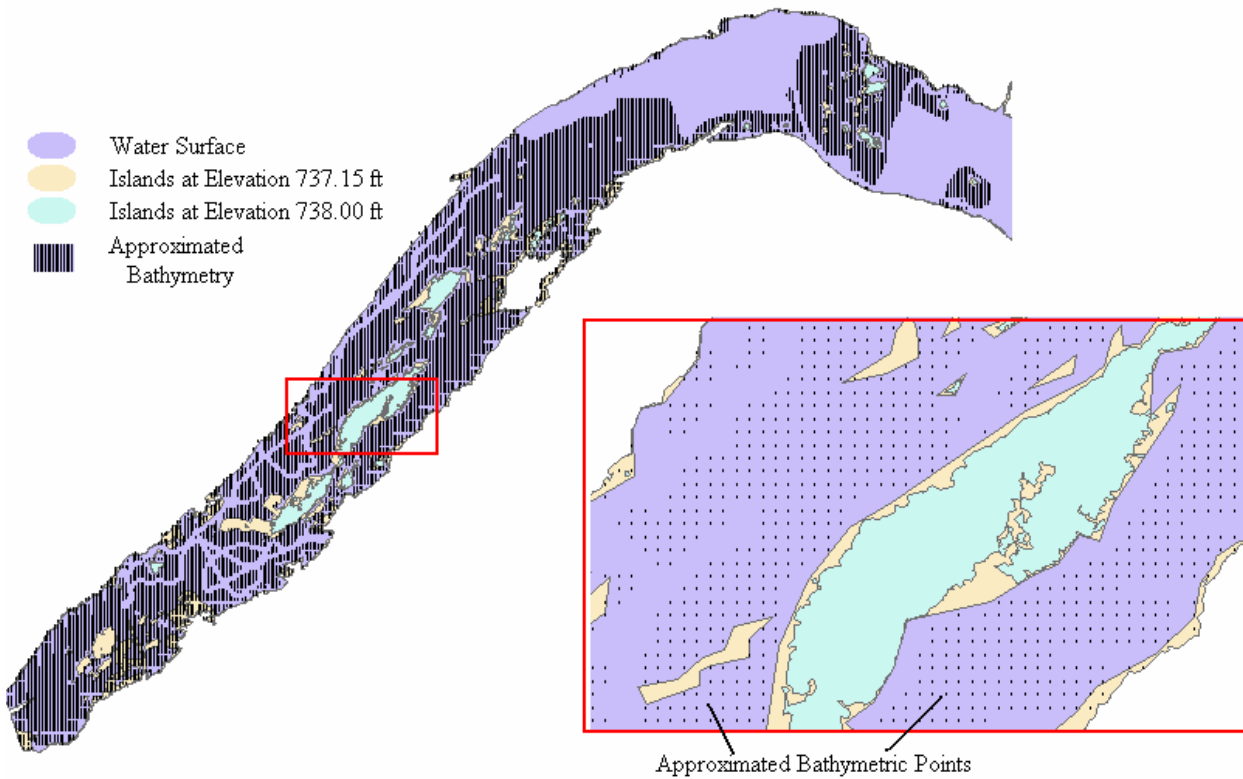 Water Surface
Islands at Elevation 737.15 ft
Islands at Elevation 738.00 ft
Approximated
Bathymetry
Approximated Bathymetric Points